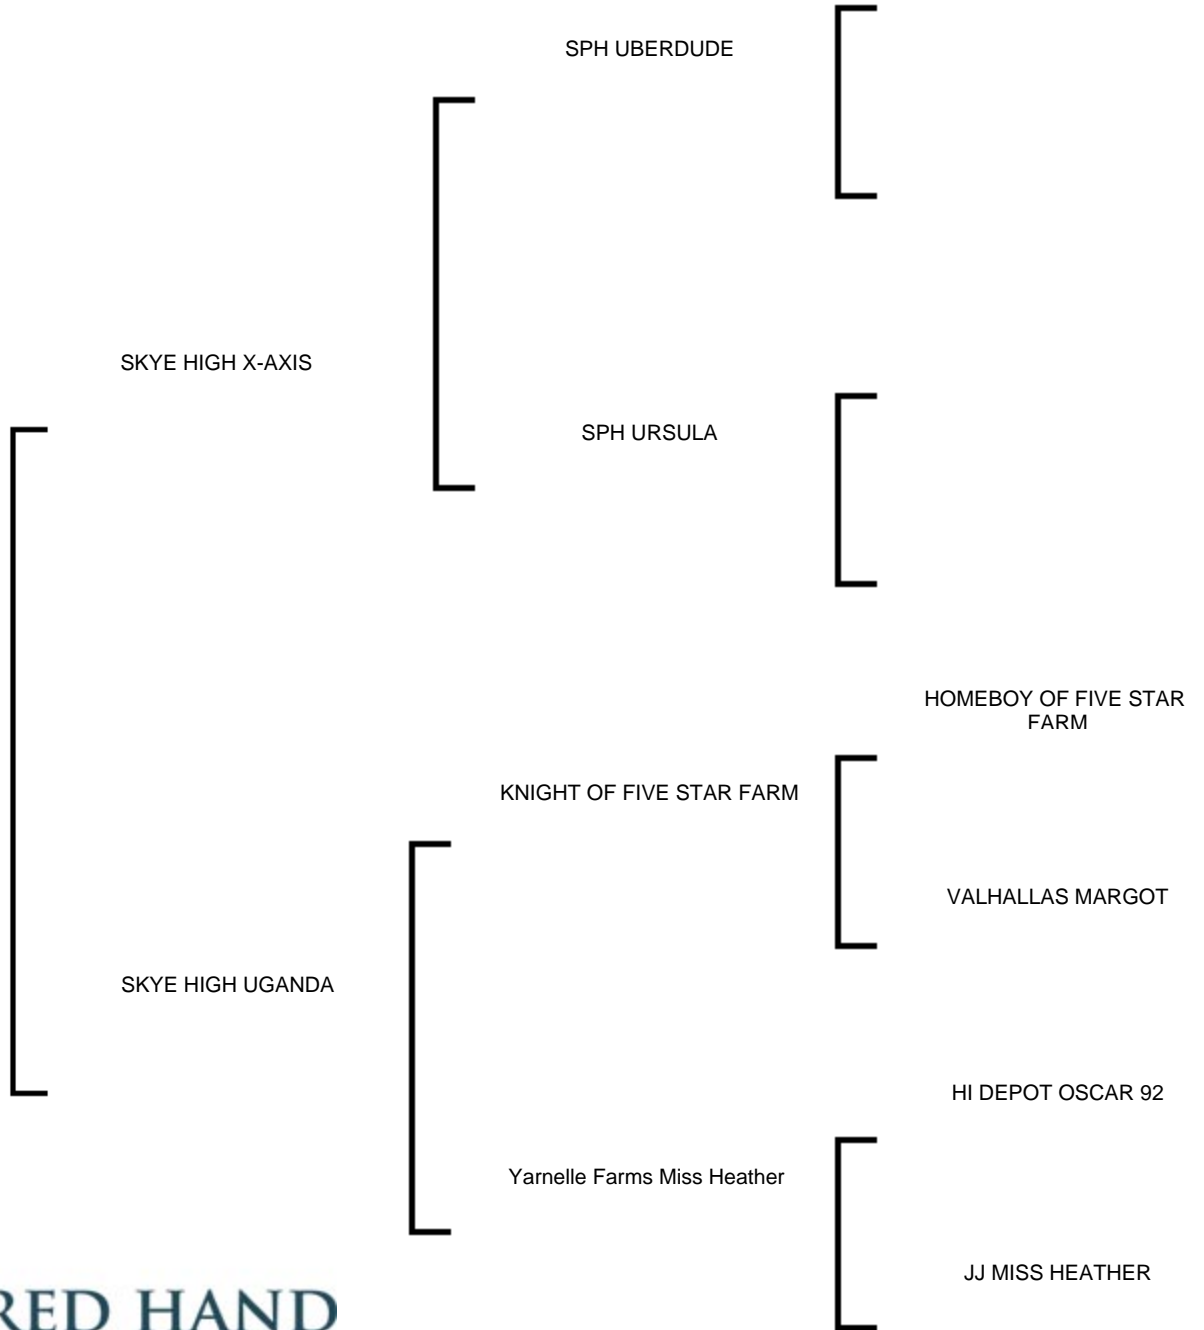 SPH UBERDUDE
SKYE HIGH X-AXIS
SPH URSULA
HOMEBOY OF FIVE STAR
FARM
KNIGHT OF FIVE STAR FARM
VALHALLAS MARGOT
SKYE HIGH UGANDA
HI DEPOT OSCAR 92
Yarnelle Farms Miss Heather
JJ MISS HEATHER
RED HAND